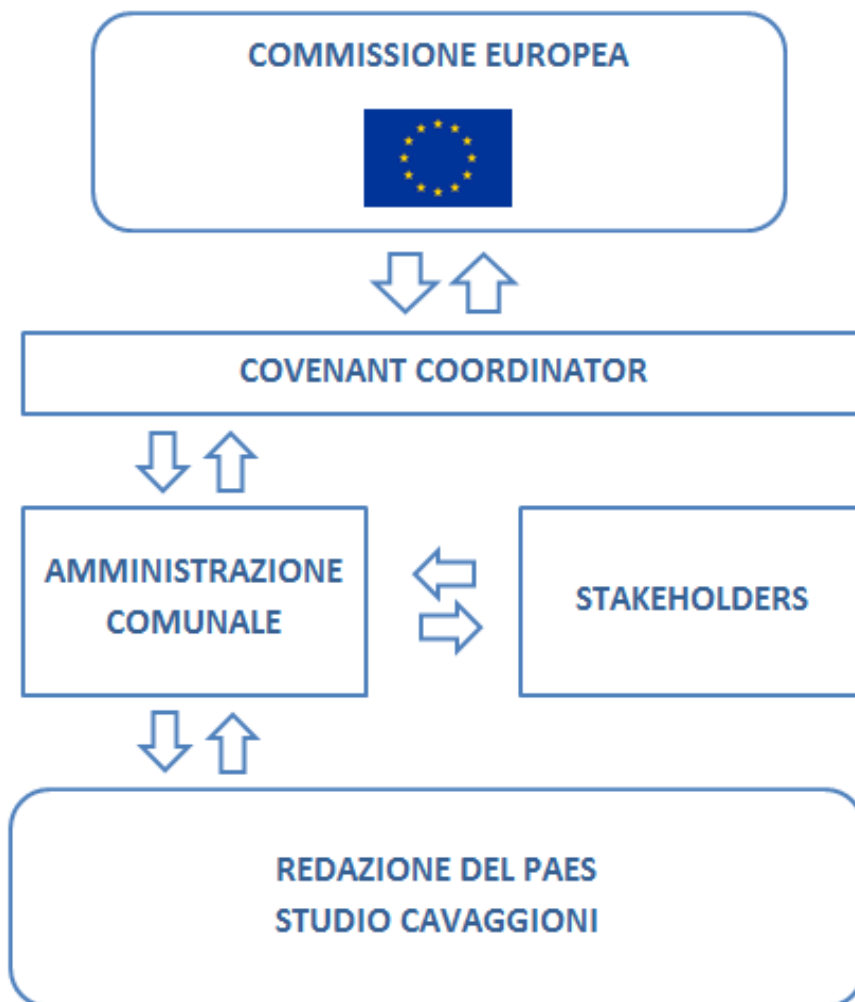 COMMISSIONE EUROPEA
COVENANT COORDINATOR
AMMINISTRAZIONE
COMUNALE
STAKEHOLDERS
REDAZIONE DEL PAES
STUDIO CAVAGGIONI